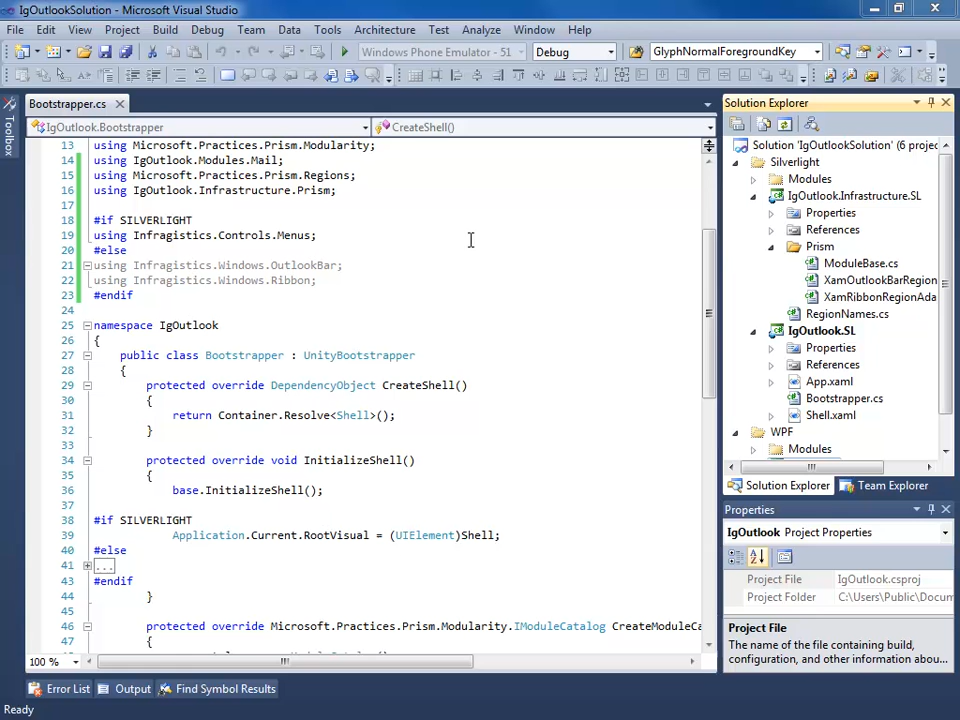 IgOutlookSolution - Microsoft Visual Studio
File Edit View Project Build Debug Team Data Tools Architecture Test Analyze Window Help
Windows Phone Emulator - 51 Debug GlyphNormalForegroundKey
Toolbox
Bootstrapper.cs
IgOutlook.Bootstrapper CreateShell()
13 using Microsoft.Practices.Prism.Modularity;
14 using IgOutlook.Modules.Mail;
15 using Microsoft.Practices.Prism.Regions;
16 using IgOutlook.Infrastructure.Prism;
17
18 #if SILVERLIGHT
19 using Infragistics.Controls.Menus;
20 #else
21 using Infragistics.Windows.OutlookBar;
22 using Infragistics.Windows.Ribbon;
23 #endif
24
25 namespace IgOutlook
26 {
27 public class Bootstrapper : UnityBootstrapper
28 {
29 protected override DependencyObject CreateShell()
30 {
31 return Container.Resolve<Shell>();
32 }
33
34 protected override void InitializeShell()
35 {
36 base.InitializeShell();
37
38 #if SILVERLIGHT
39 Application.Current.RootVisual = (UIElement)Shell;
40 #else
41 ...
43 #endif
44 }
45
46 protected override Microsoft.Practices.Prism.Modularity.IModuleCatalog CreateModuleCa
47 {
100 %
Error List Output Find Symbol Results
Ready
Solution Explorer
Solution 'IgOutlookSolution' (6 projec
Silverlight
Modules
IgOutlook.Infrastructure.SL
Properties
References
Prism
ModuleBase.cs
XamOutlookBarRegion
XamRibbonRegionAda
RegionNames.cs
IgOutlook.SL
Properties
References
App.xaml
Bootstrapper.cs
Shell.xaml
WPF
Modules
Solution Explorer Team Explorer
Properties
IgOutlook Project Properties
Project File IgOutlook.csproj
Project Folder C:\Users\Public\Docum
Project File
The name of the file containing build,
configuration, and other information abou...